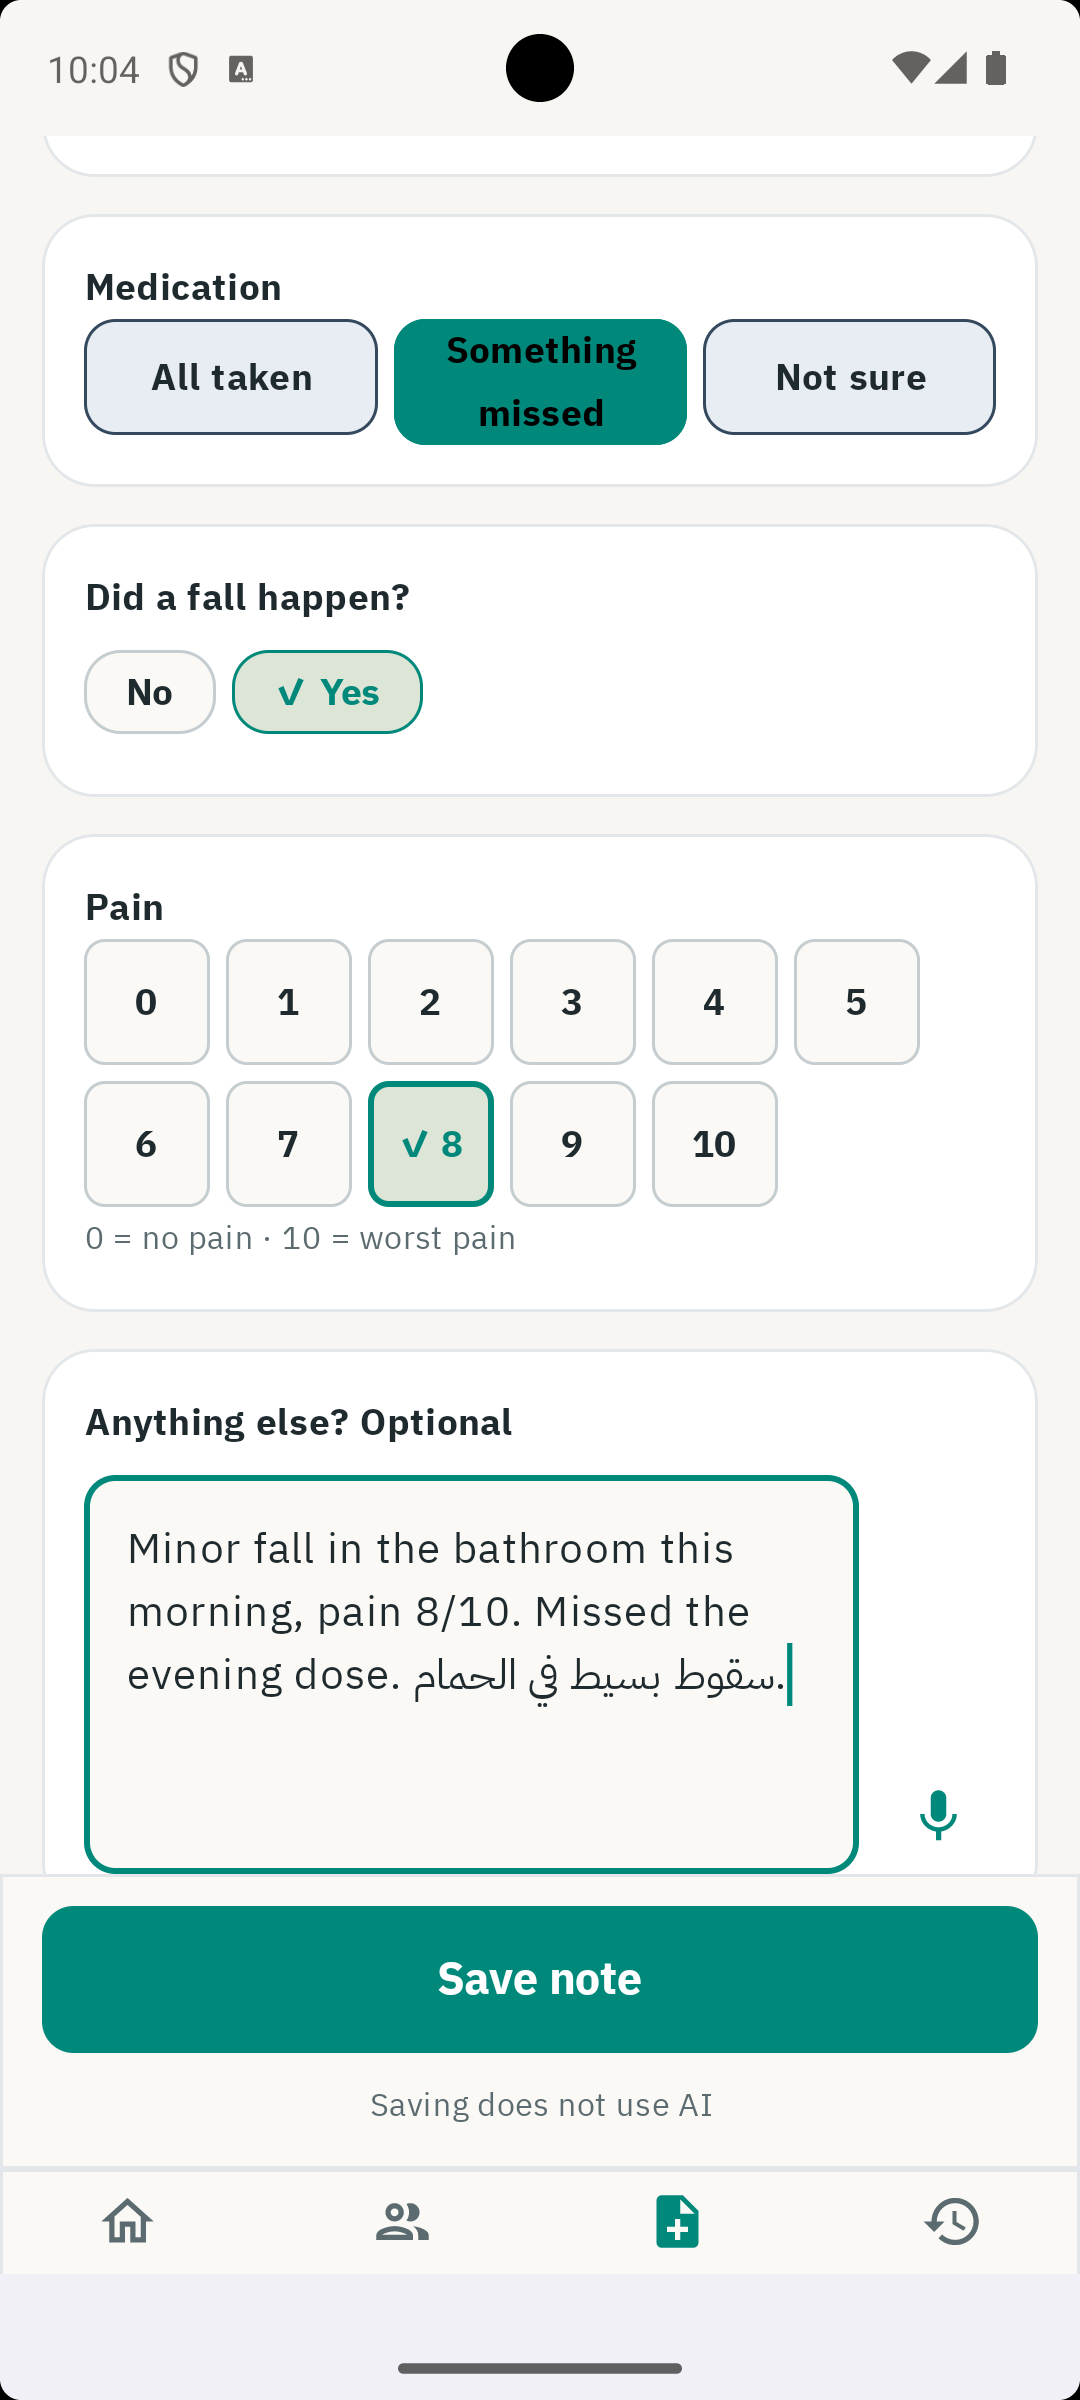 10:04
Medication
All taken
Something
missed
Not sure
Did a fall happen?
No
✓ Yes
Pain
0
1
2
3
4
5
6
7
✓ 8
9
10
0 = no pain · 10 = worst pain
Anything else? Optional
Minor fall in the bathroom this
morning, pain 8/10. Missed the
evening dose. سقوط بسيط في الحمام.
Save note
Saving does not use AI